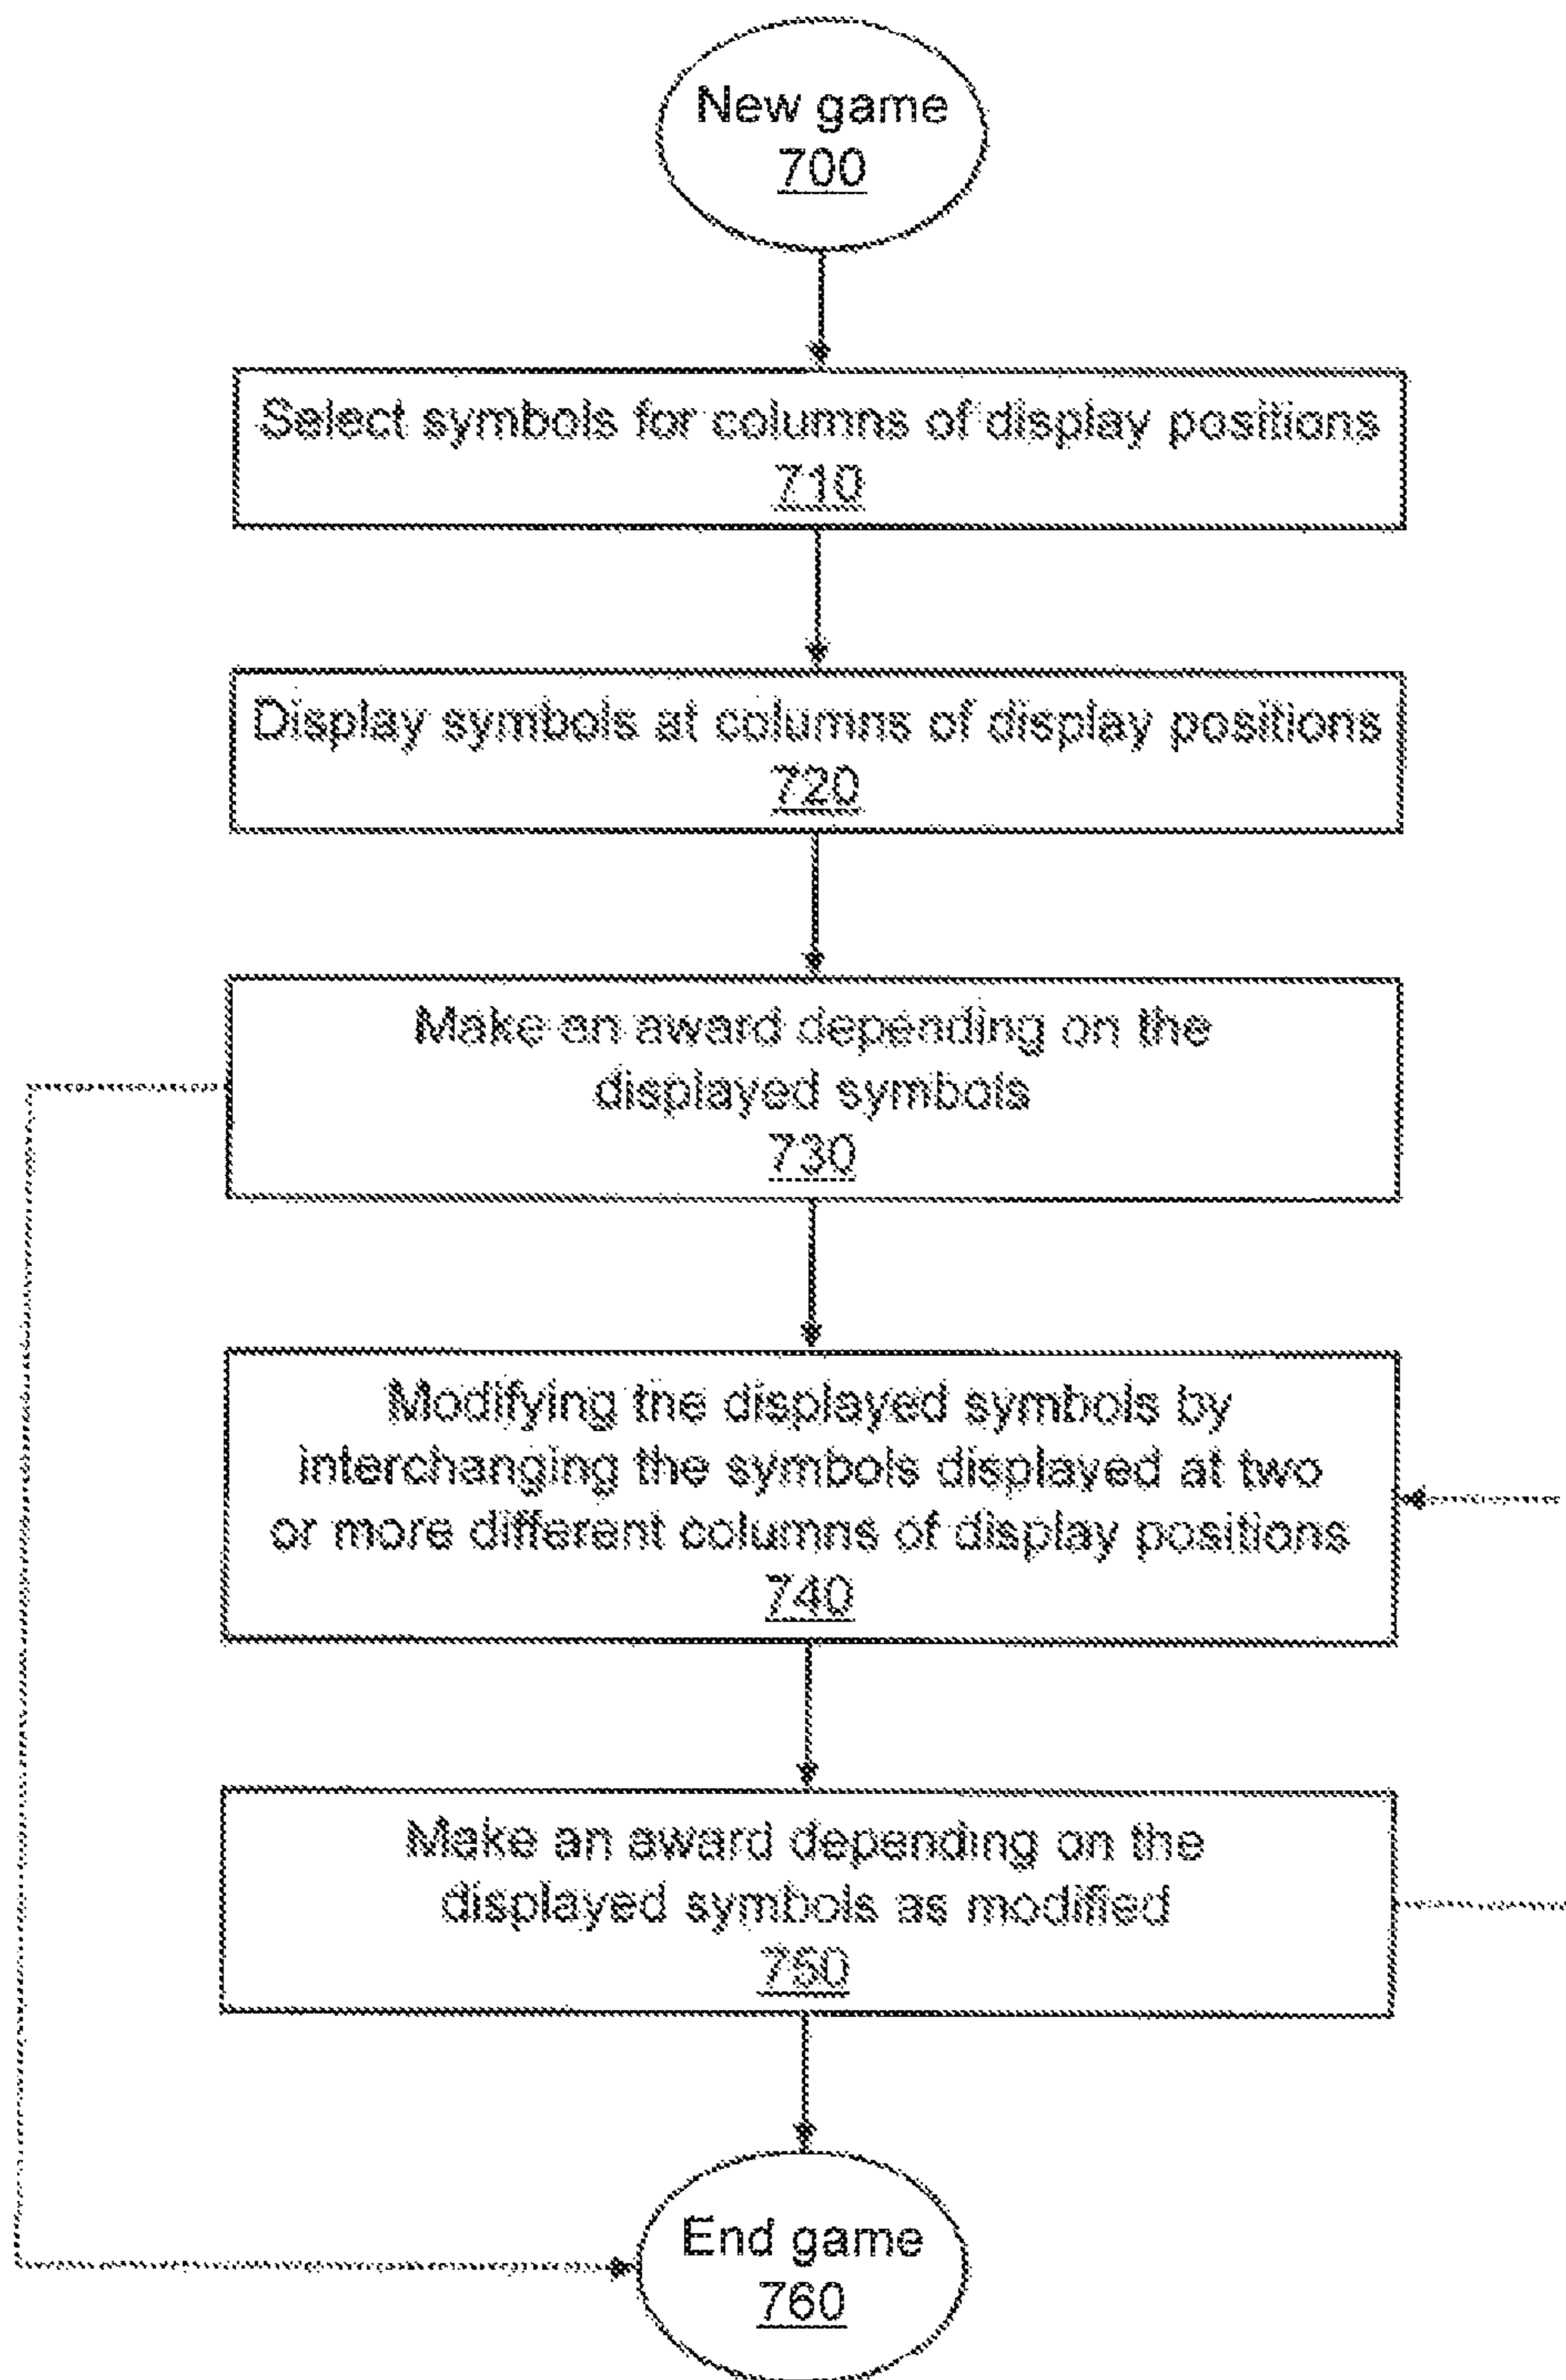 New game
700
Select symbols for columns of display positions
710
Display symbols at columns of display positions
720
Make an award depending on the
displayed symbols
730
Modifying the displayed symbols by
interchanging the symbols displayed at two
or more different columns of display positions
740
Make an award depending on the
displayed symbols as modified
750
End game
760